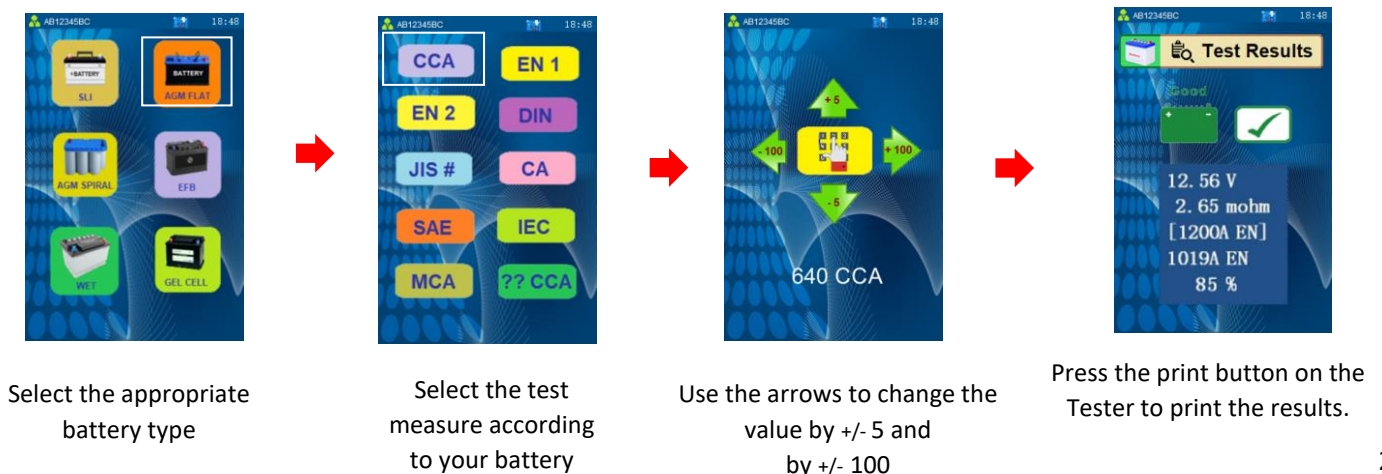 AB12345BC 18:48
+BATTERY
SLI
BATTERY
AGM FLAT
AGM SPIRAL
EFB
WET
GEL CELL
Select the appropriate
battery type
AB12345BC 18:48
CCA
EN 1
EN 2
DIN
JIS #
CA
SAE
IEC
MCA
?? CCA
Select the test
measure according
to your battery
AB12345BC 18:48
+ 5
- 100
+ 100
- 5
640 CCA
Use the arrows to change the
value by +/- 5 and
by +/- 100
AB12345BC 18:48
Test Results
Good
+ -
12.56 V
2.65 mohm
[1200A EN]
1019A EN
85 %
Press the print button on the
Tester to print the results.